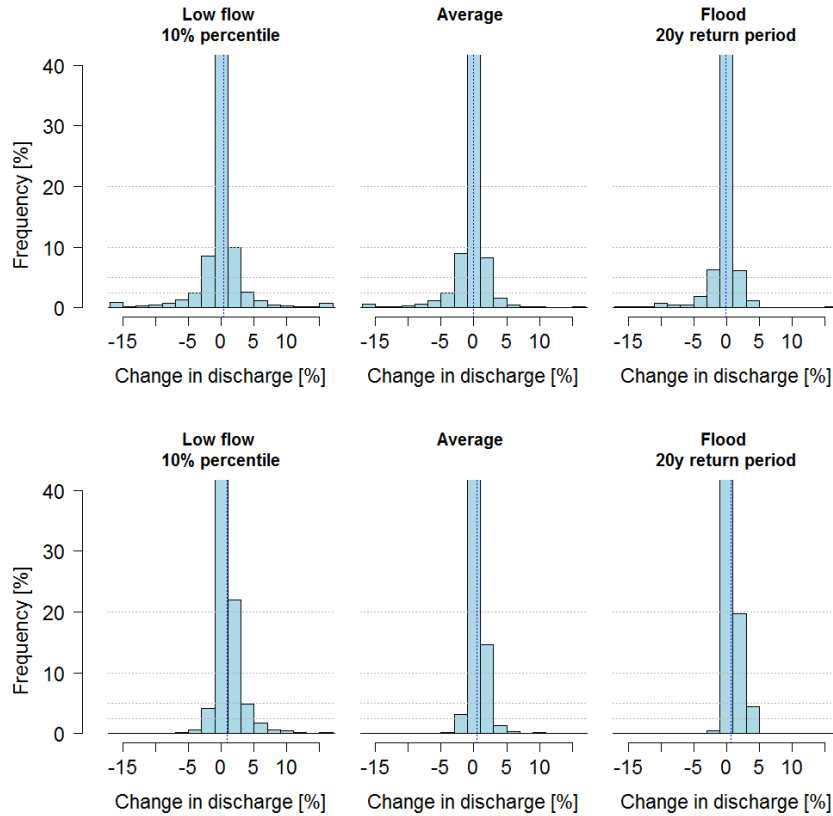 Low flow
10% percentile
Average
Flood
20y return period
Frequency [%]
40
30
20
10
0
-15 -5 0 5 10
-15 -5 0 5 10
-15 -5 0 5 10
Change in discharge [%]
Change in discharge [%]
Change in discharge [%]
Low flow
10% percentile
Average
Flood
20y return period
Frequency [%]
40
30
20
10
0
-15 -5 0 5 10
-15 -5 0 5 10
-15 -5 0 5 10
Change in discharge [%]
Change in discharge [%]
Change in discharge [%]